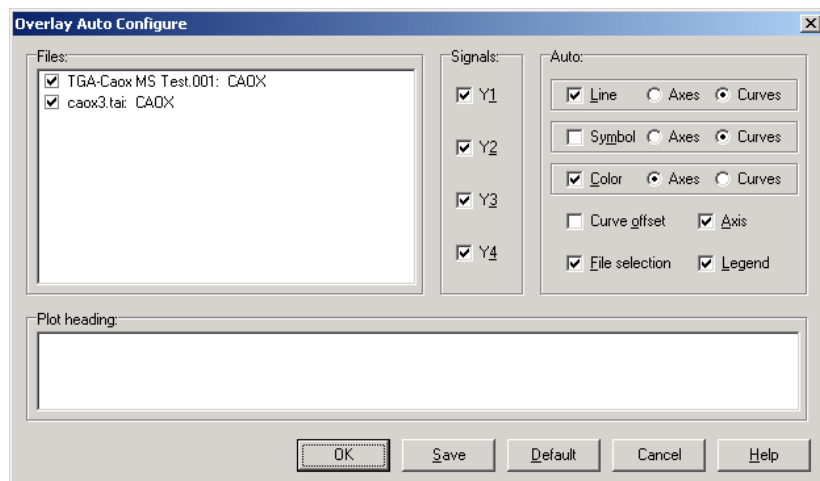 Overlay Auto Configure
Files:
TGA-Caox MS Test.001: CAOX
caox3.tai: CAOX
Signals:
Y1
Y2
Y3
Y4
Auto:
Line Axes Curves
Symbol Axes Curves
Color Axes Curves
Curve offset Axis
File selection Legend
Plot heading:
OK Save Default Cancel Help